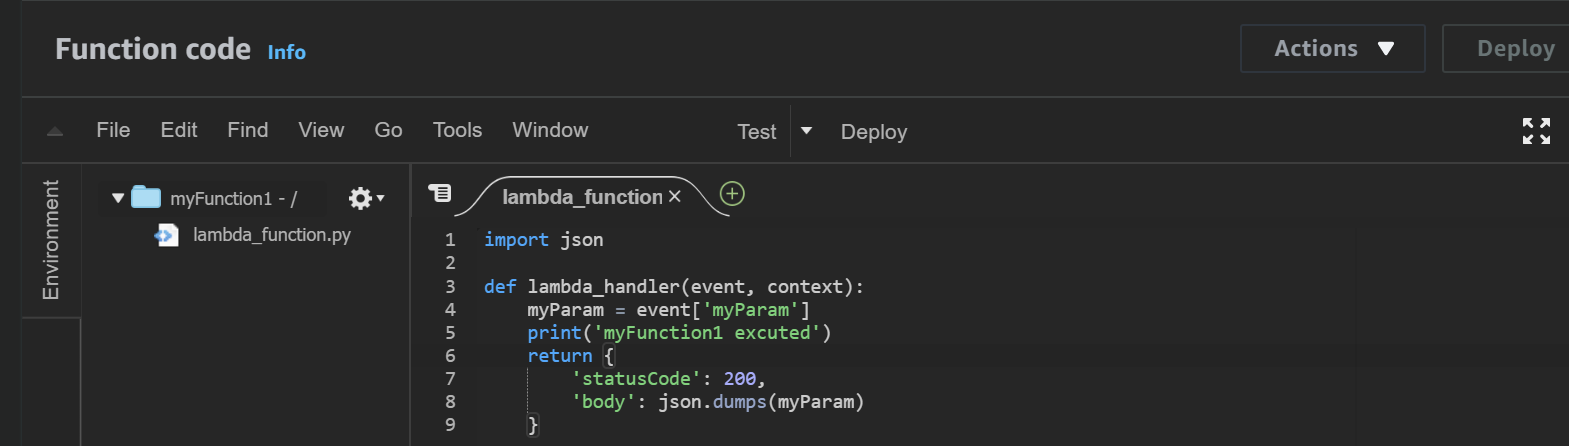 Function code Info Actions Deploy
File Edit Find View Go Tools Window Test Deploy
Environment
myFunction1 - /
lambda_function.py
lambda_function
1 import json
2
3 def lambda_handler(event, context):
4     myParam = event['myParam']
5     print('myFunction1 excuted')
6     return {
7         'statusCode': 200,
8         'body': json.dumps(myParam)
9     }